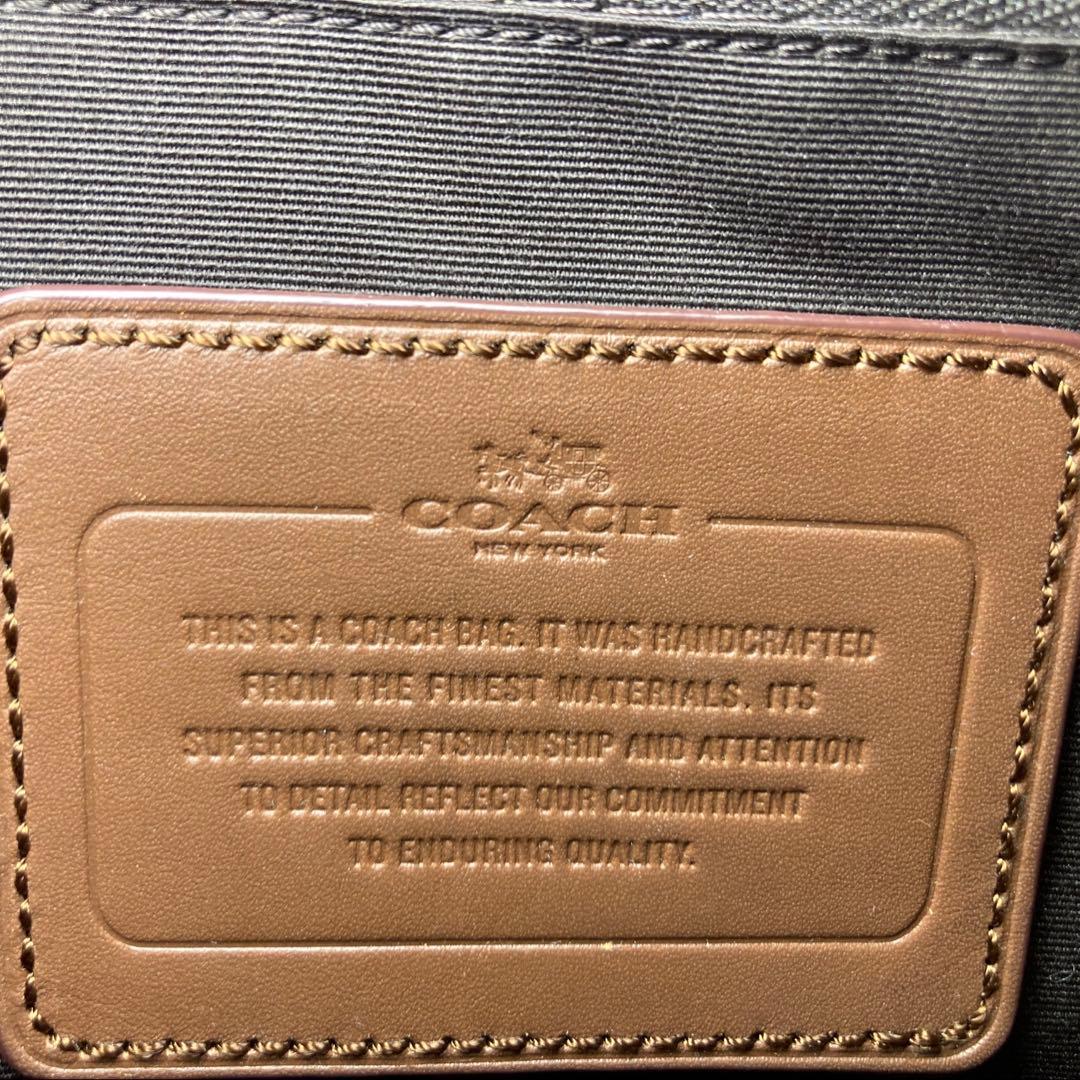 COACH
NEW YORK
THIS IS A COACH BAG. IT WAS HANDCRAFTED
FROM THE FINEST MATERIALS. ITS
SUPERIOR CRAFTSMANSHIP AND ATTENTION
TO DETAIL REFLECT OUR COMMITMENT
TO ENDURING QUALITY.